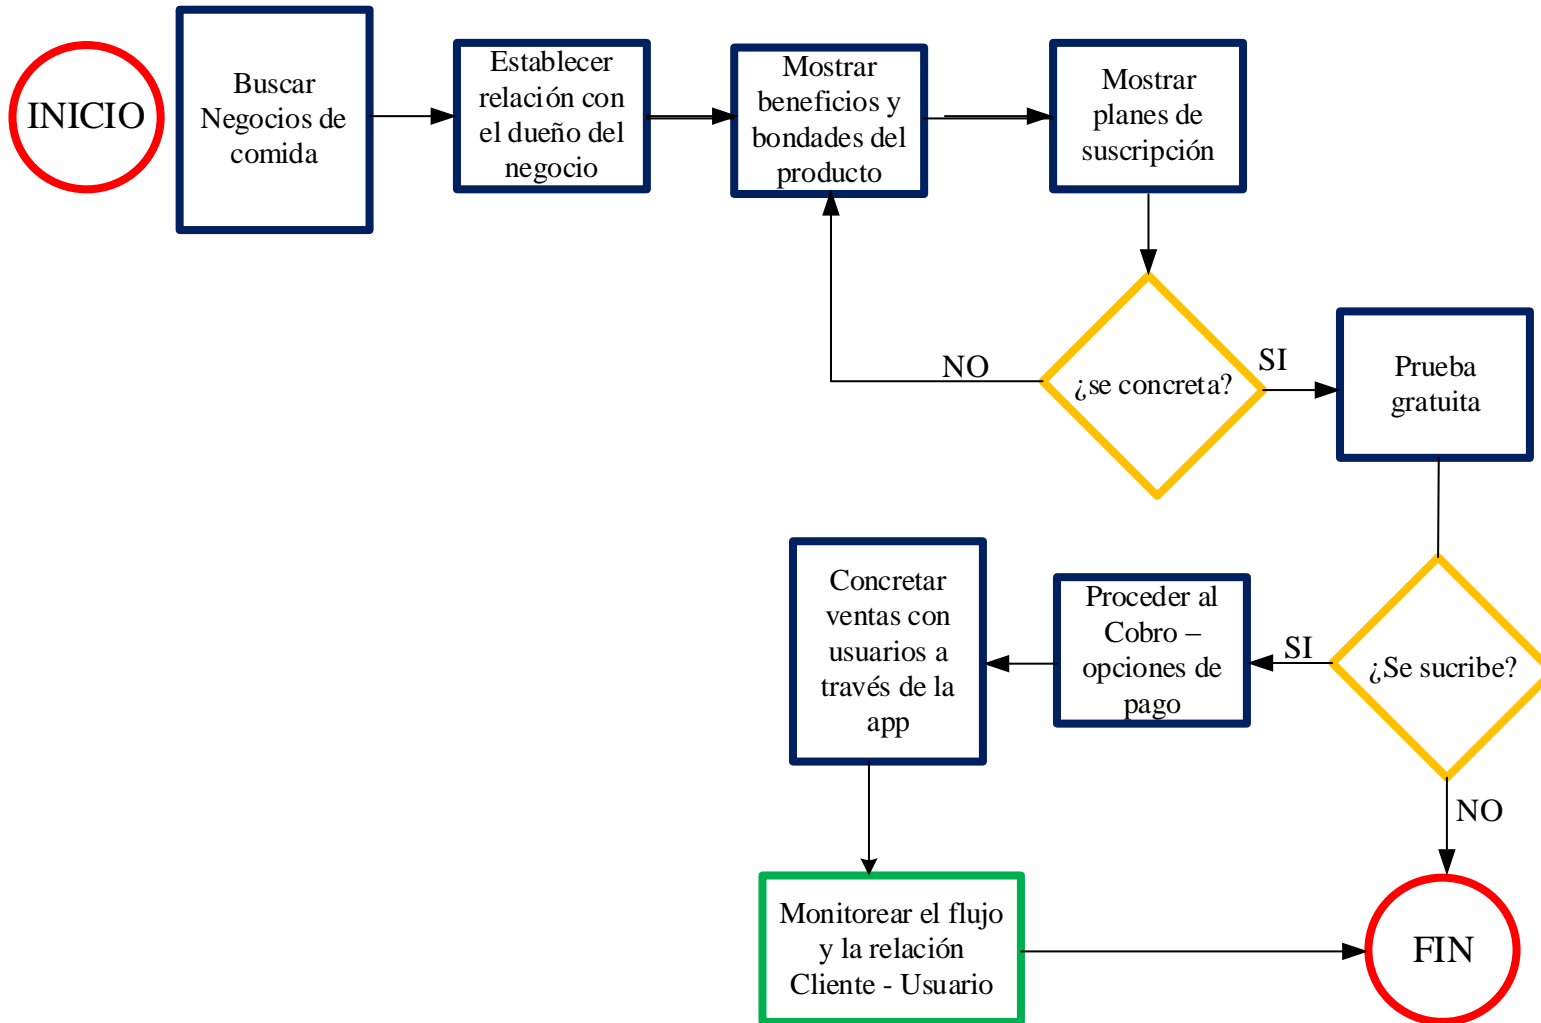 INICIO
Buscar
Negocios de
comida
Establecer
relación con
el dueño del
negocio
Mostrar
beneficios y
bondades del
producto
Mostrar
planes de
suscripción
NO
¿se concreta?
SI
Prueba
gratuita
Concretar
ventas con
usuarios a
través de la
app
Proceder al
Cobro –
opciones de
pago
SI
¿Se sucribe?
NO
Monitorear el flujo
y la relación
Cliente - Usuario
FIN